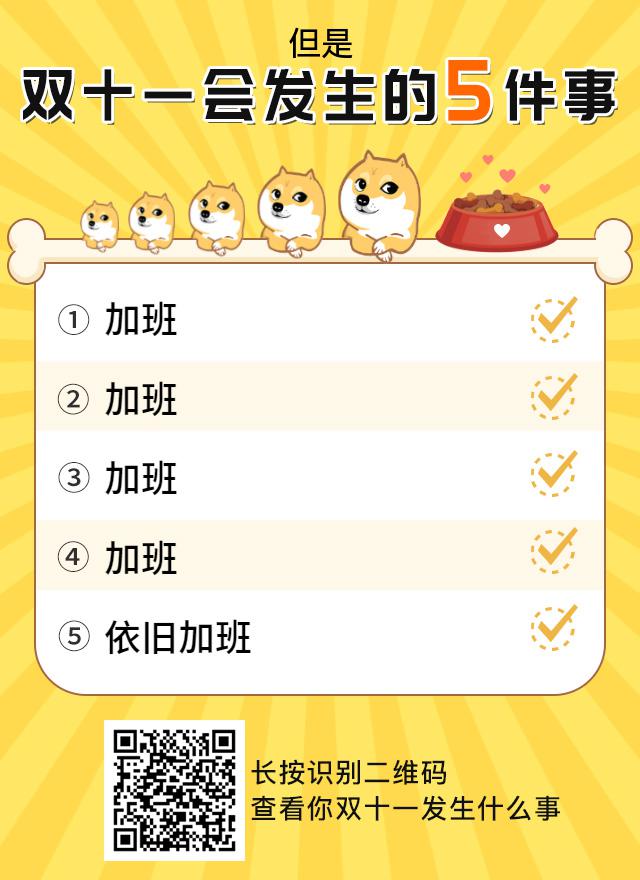 但是
双十一会发生的5件事
① 加班
② 加班
③ 加班
④ 加班
⑤ 依旧加班
长按识别二维码
查看你双十一发生什么事